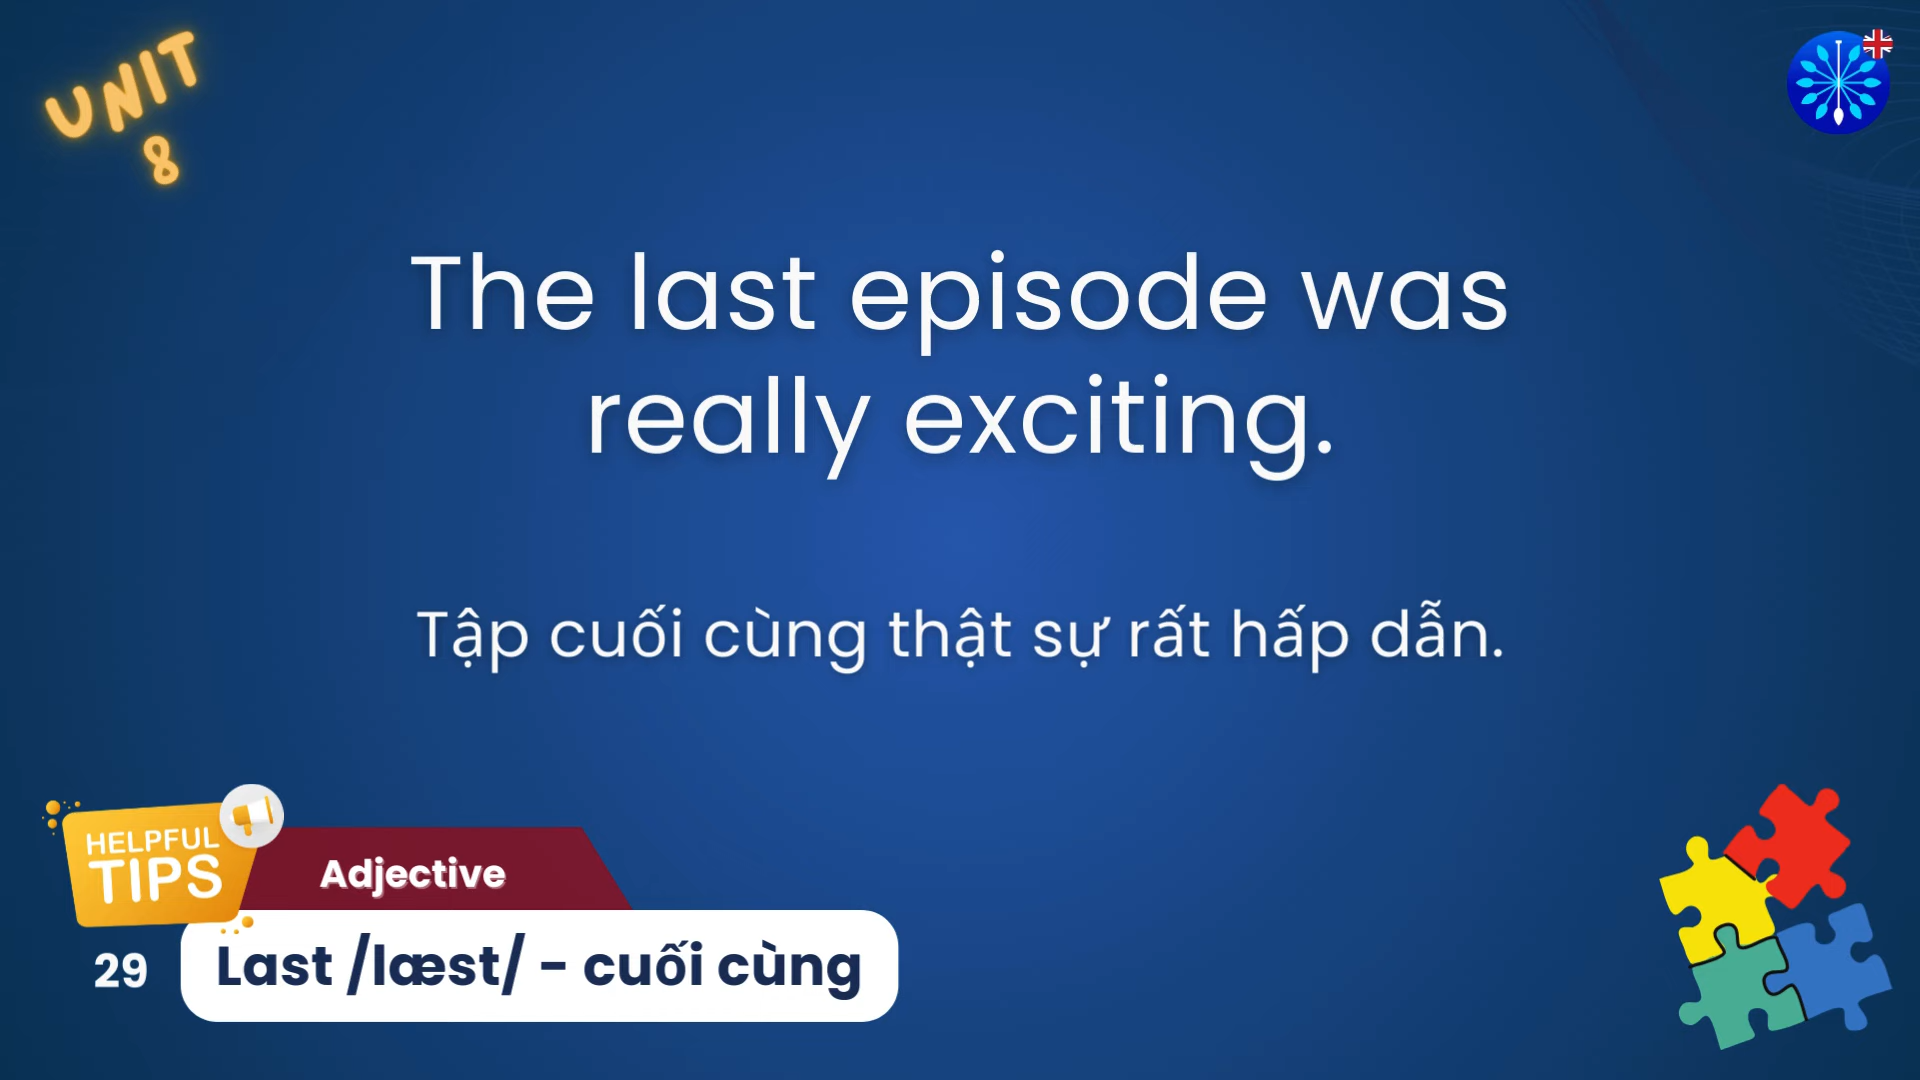 UNIT
8
The last episode was
really exciting.
Tập cuối cùng thật sự rất hấp dẫn.
HELPFUL
TIPS
Adjective
29
Last /læst/ - cuối cùng